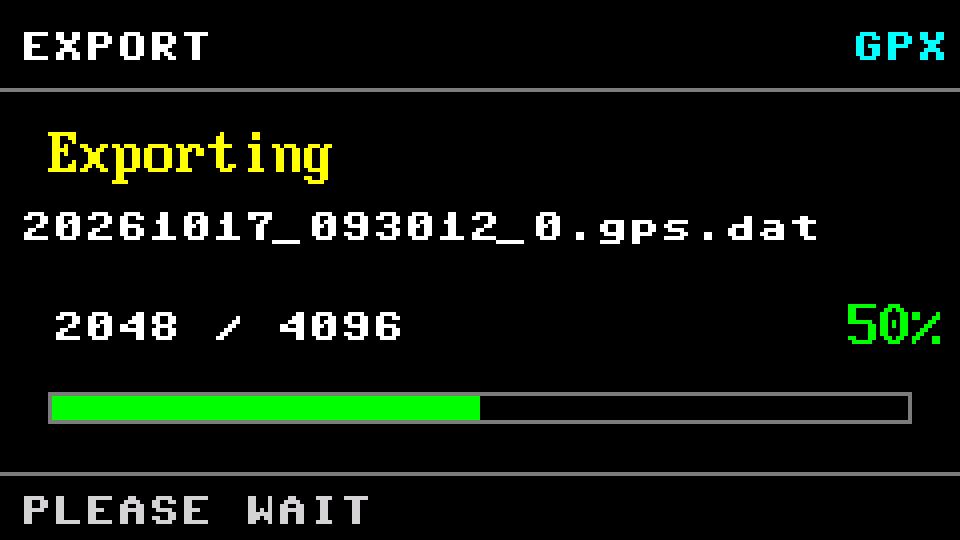 EXPORT GPX
Exporting
20261017_093012_0.gps.dat
2048 / 4096 50%
PLEASE WAIT